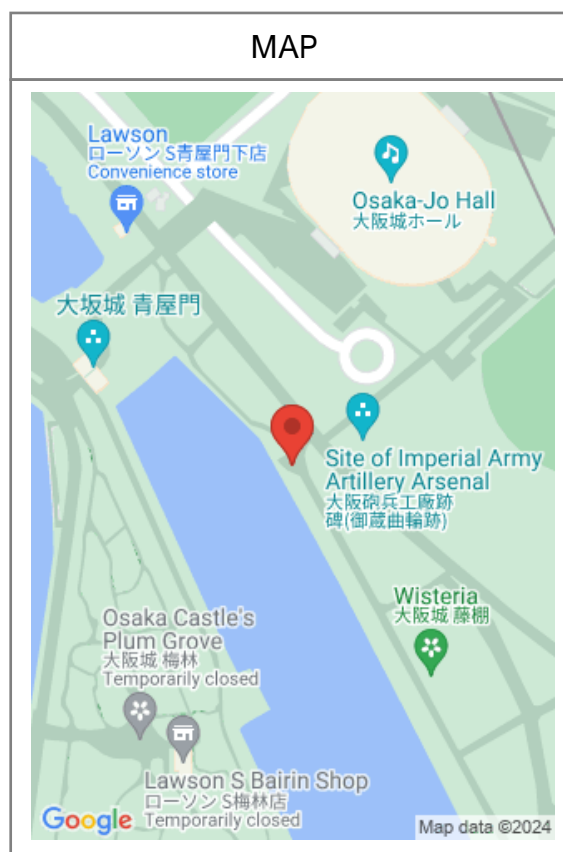 MAP
Lawson
ローソン S青屋門下店
Convenience store
Osaka-Jo Hall
大阪城ホール
大坂城 青屋門
Site of Imperial Army
Artillery Arsenal
大阪砲兵工廠跡
碑(御蔵曲輪跡)
Wisteria
大阪城 藤棚
Osaka Castle's
Plum Grove
大阪城 梅林
Temporarily closed
Lawson S Bairin Shop
ローソン S梅林店
Temporarily closed
Google
Map data ©2024